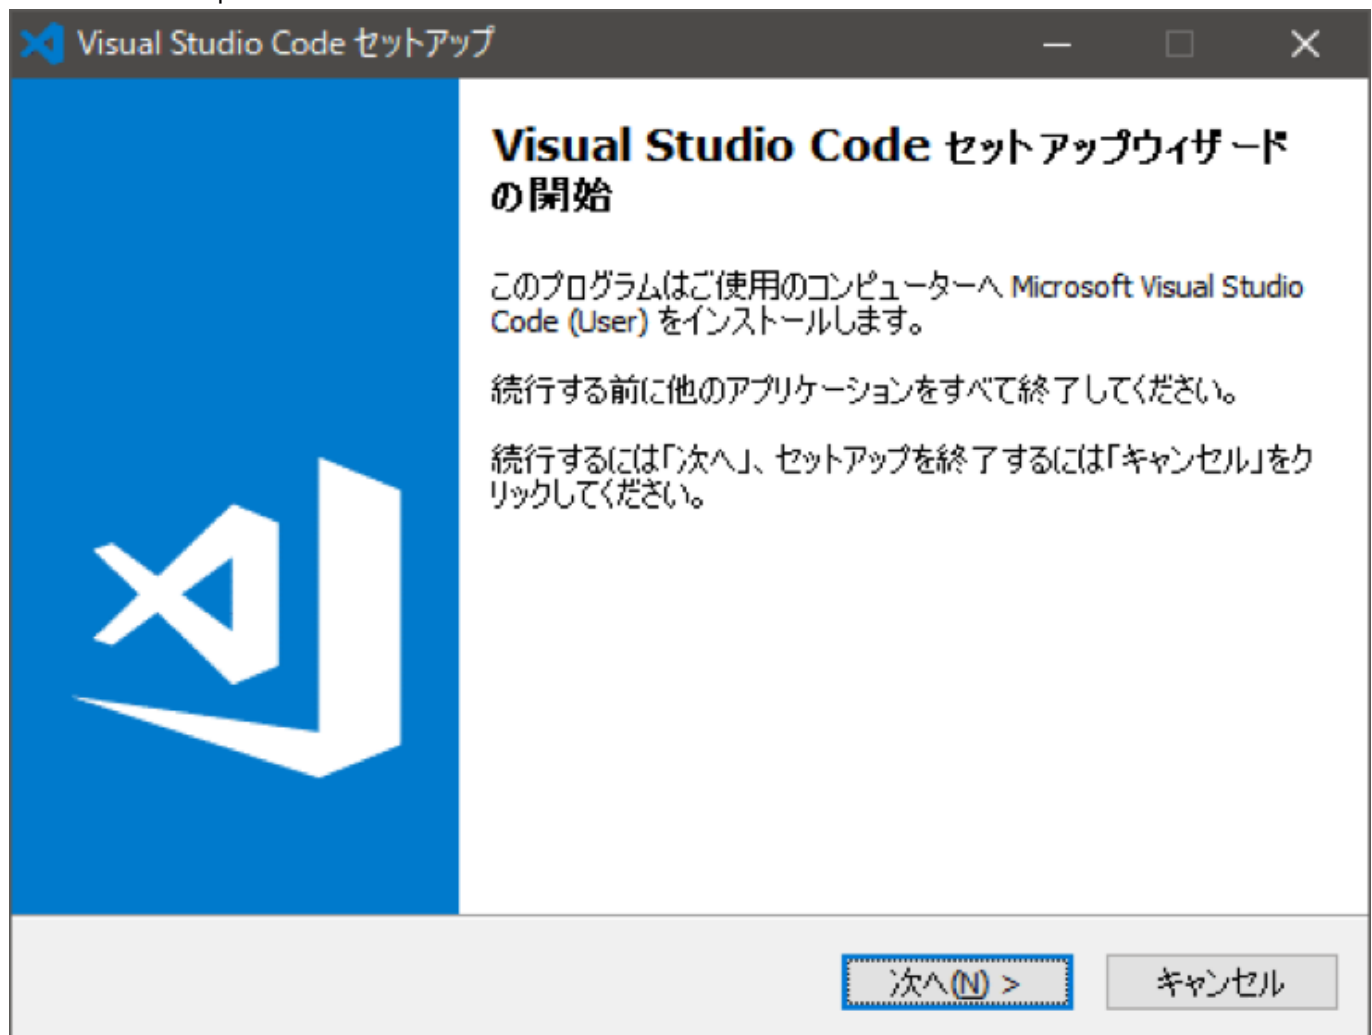 Visual Studio Code セットアップ
Visual Studio Code セットアップウィザード
の開始
このプログラムはご使用のコンピューターへ Microsoft Visual Studio
Code (User) をインストールします。
続行する前に他のアプリケーションをすべて終了してください。
続行するには「次へ」、セットアップを終了するには「キャンセル」をク
リックしてください。
次へ(N) >
キャンセル